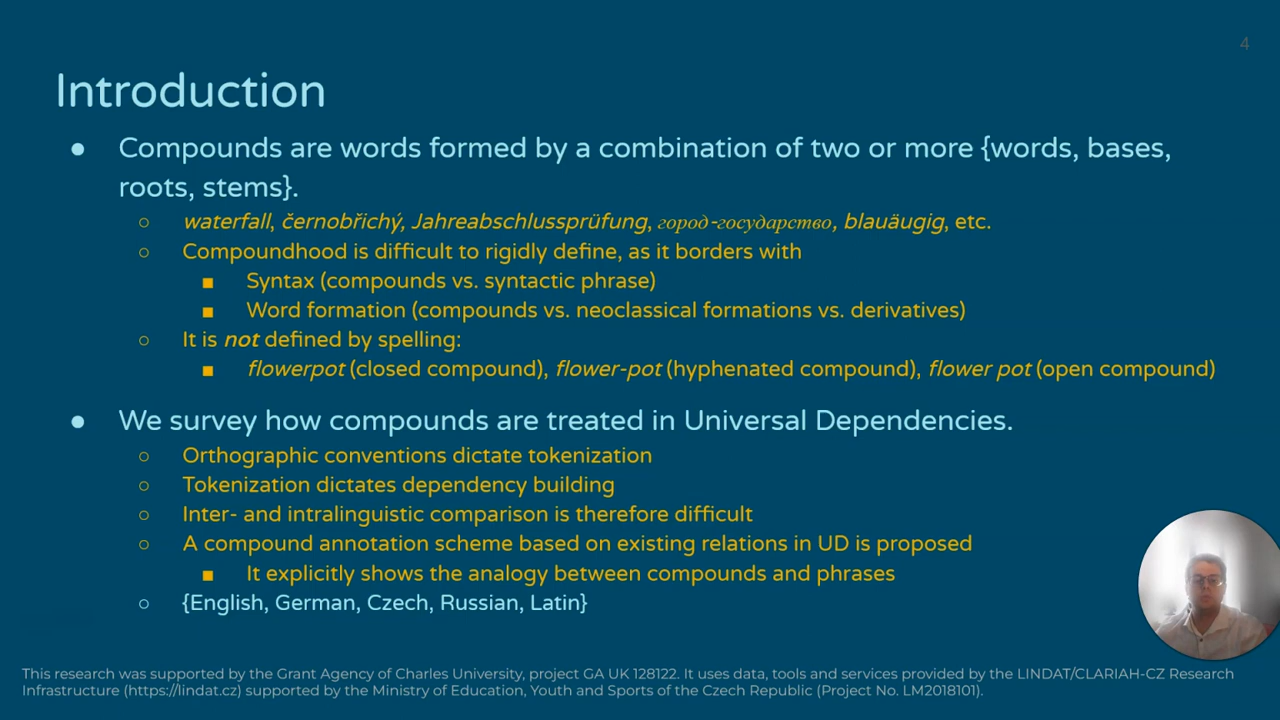 4
Introduction
● Compounds are words formed by a combination of two or more {words, bases,
roots, stems}.
○ waterfall, černobřichý, Jahreabschlussprüfung, город-государство, blauäugig, etc.
○ Compoundhood is difficult to rigidly define, as it borders with
■ Syntax (compounds vs. syntactic phrase)
■ Word formation (compounds vs. neoclassical formations vs. derivatives)
○ It is not defined by spelling:
■ flowerpot (closed compound), flower-pot (hyphenated compound), flower pot (open compound)
● We survey how compounds are treated in Universal Dependencies.
○ Orthographic conventions dictate tokenization
○ Tokenization dictates dependency building
○ Inter- and intralinguistic comparison is therefore difficult
○ A compound annotation scheme based on existing relations in UD is proposed
■ It explicitly shows the analogy between compounds and phrases
○ {English, German, Czech, Russian, Latin}
This research was supported by the Grant Agency of Charles University, project GA UK 128122. It uses data, tools and services provided by the LINDAT/CLARIAH-CZ Research
Infrastructure (https://lindat.cz) supported by the Ministry of Education, Youth and Sports of the Czech Republic (Project No. LM2018101).